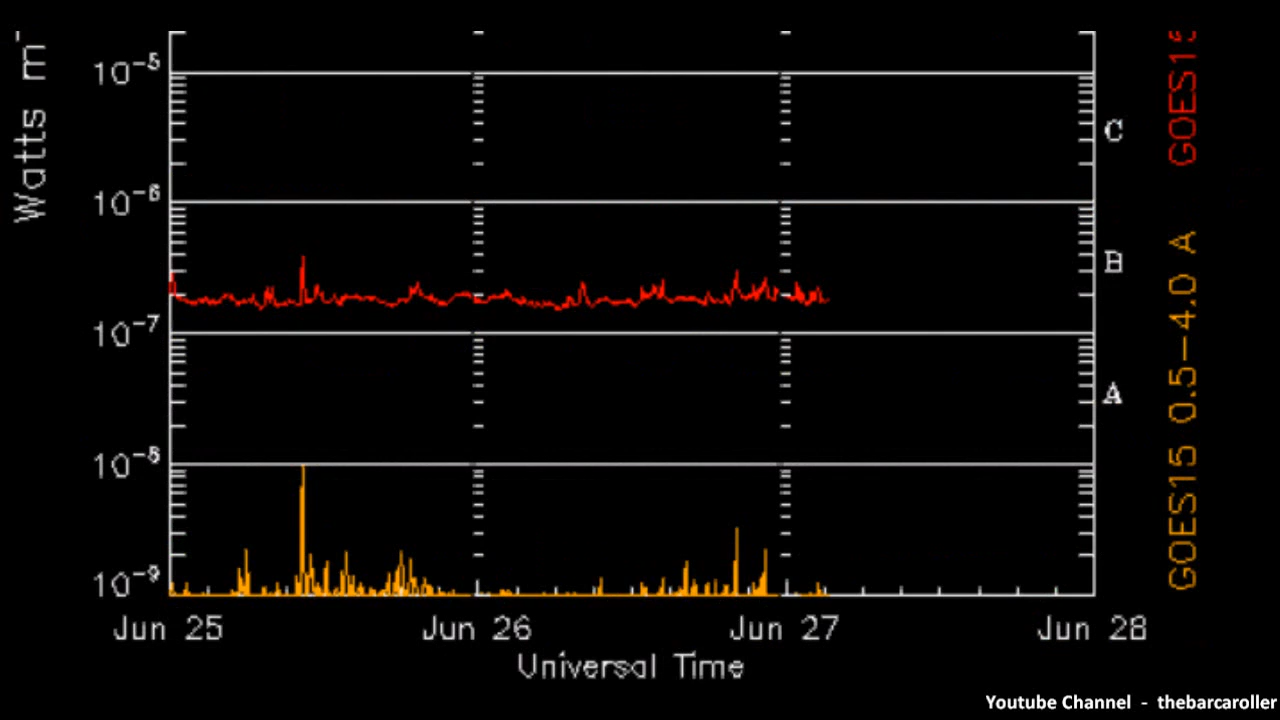 Watts m
10-5
10-6
10-7
10-8
10-9
C
B
A
GOES15 0.5-4.0 A
Jun 25
Jun 26
Jun 27
Jun 28
Universal Time
Youtube Channel - thebarcaroller